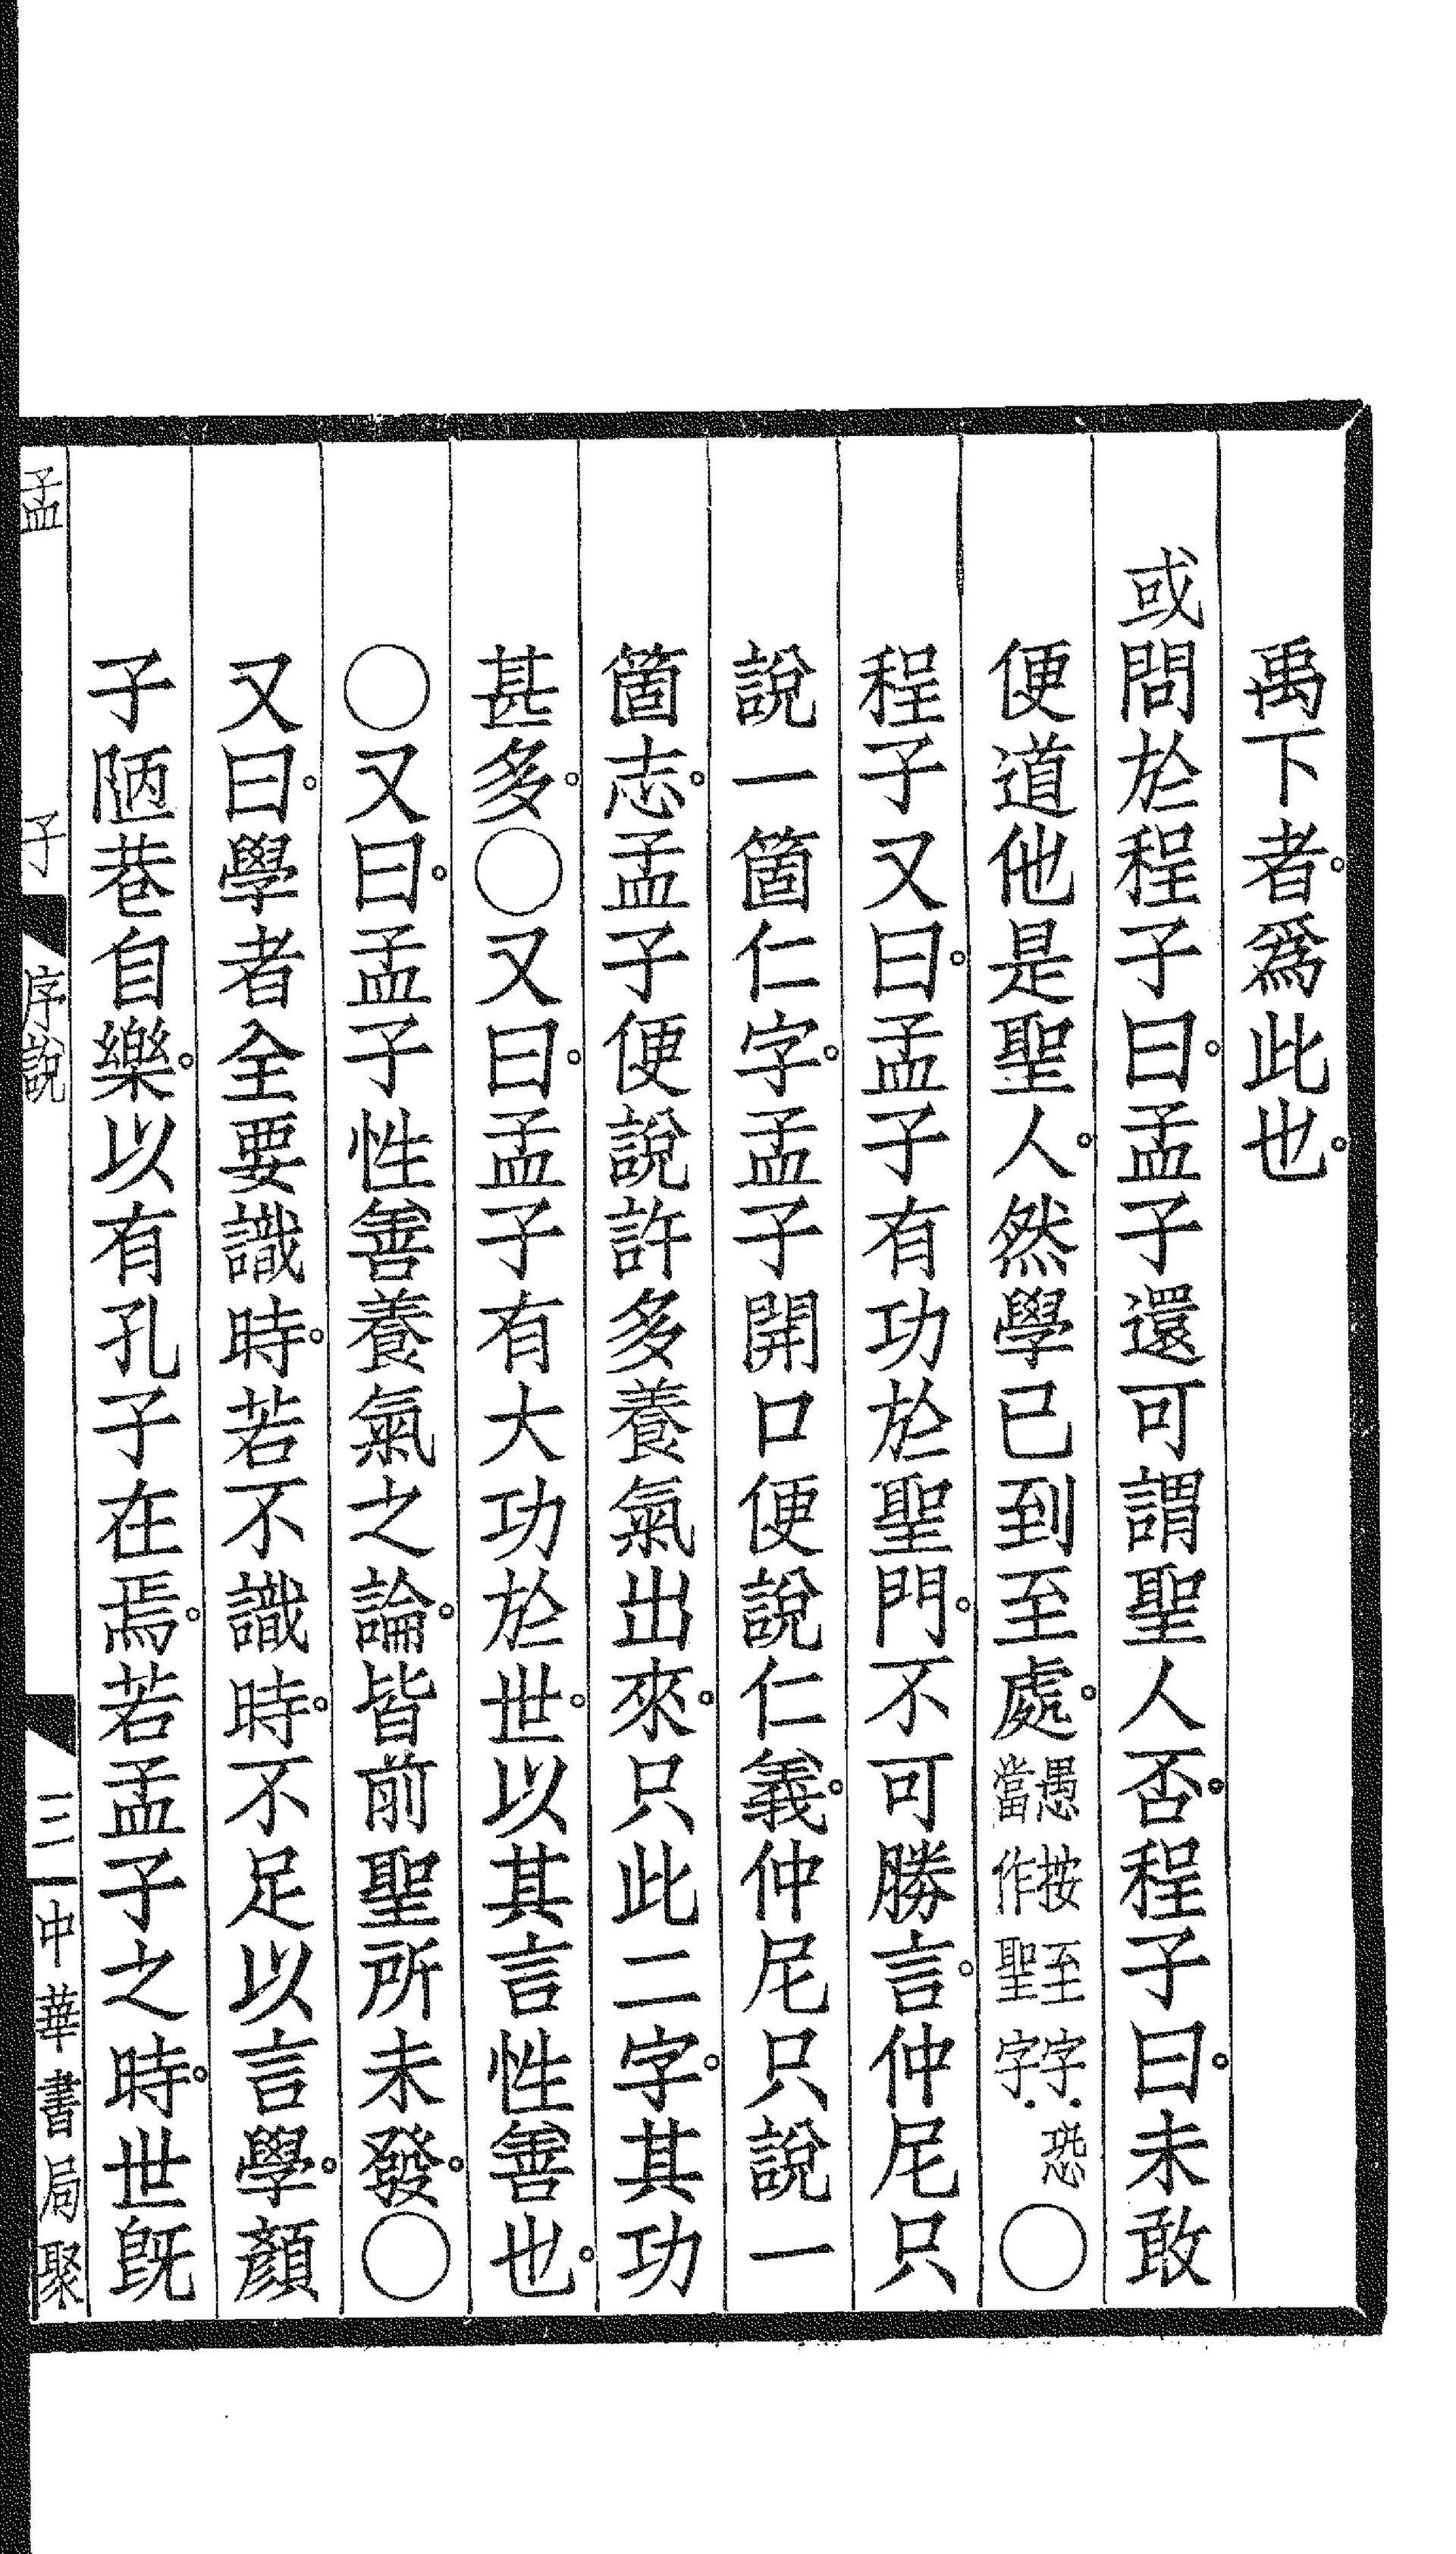 禹下者。爲此也。
或問於程子曰。孟子還可謂聖人否。程子曰。未敢
便道他是聖人。然學已到至處。愚按至字·恐當作聖字·〇
程子又曰。孟子有功於聖門。不可勝言。仲尼只
說一箇仁字。孟子開口便說仁義。仲尼只說一
箇志。孟子便說許多養氣出來。只此二字。其功
甚多。〇又曰。孟子有大功於世。以其言性善也。
〇又曰。孟子性善養氣之論。皆前聖所未發。〇
又曰。學者全要識時。若不識時。不足以言學。顏
子陋巷自樂。以有孔子在焉。若孟子之時。世旣
孟子 序說 三 中華書局聚